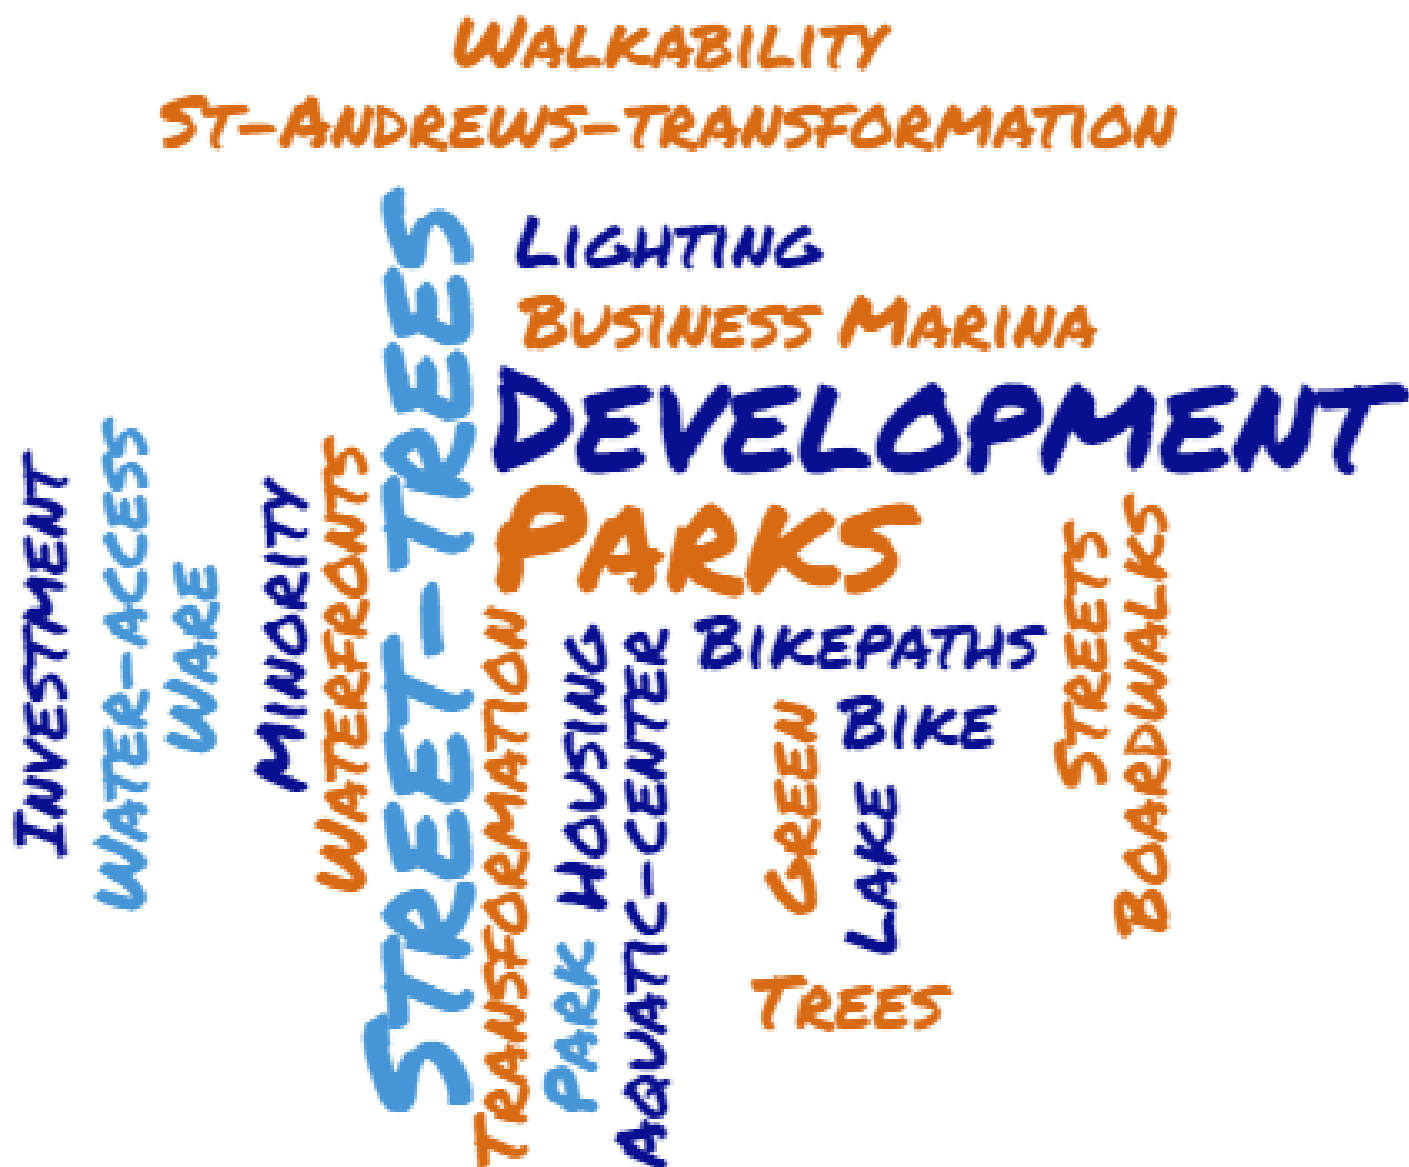 Walkability
St-Andrews-transformation
Lighting
Business Marina
Development
Parks
Street-trees
Investment
Water-access
Ware
Minority
Waterfronts
Transformation
Housing
Park
Aquatic-center
Bikepaths
Bike
Green
Lake
Streets
Boardwalks
Trees